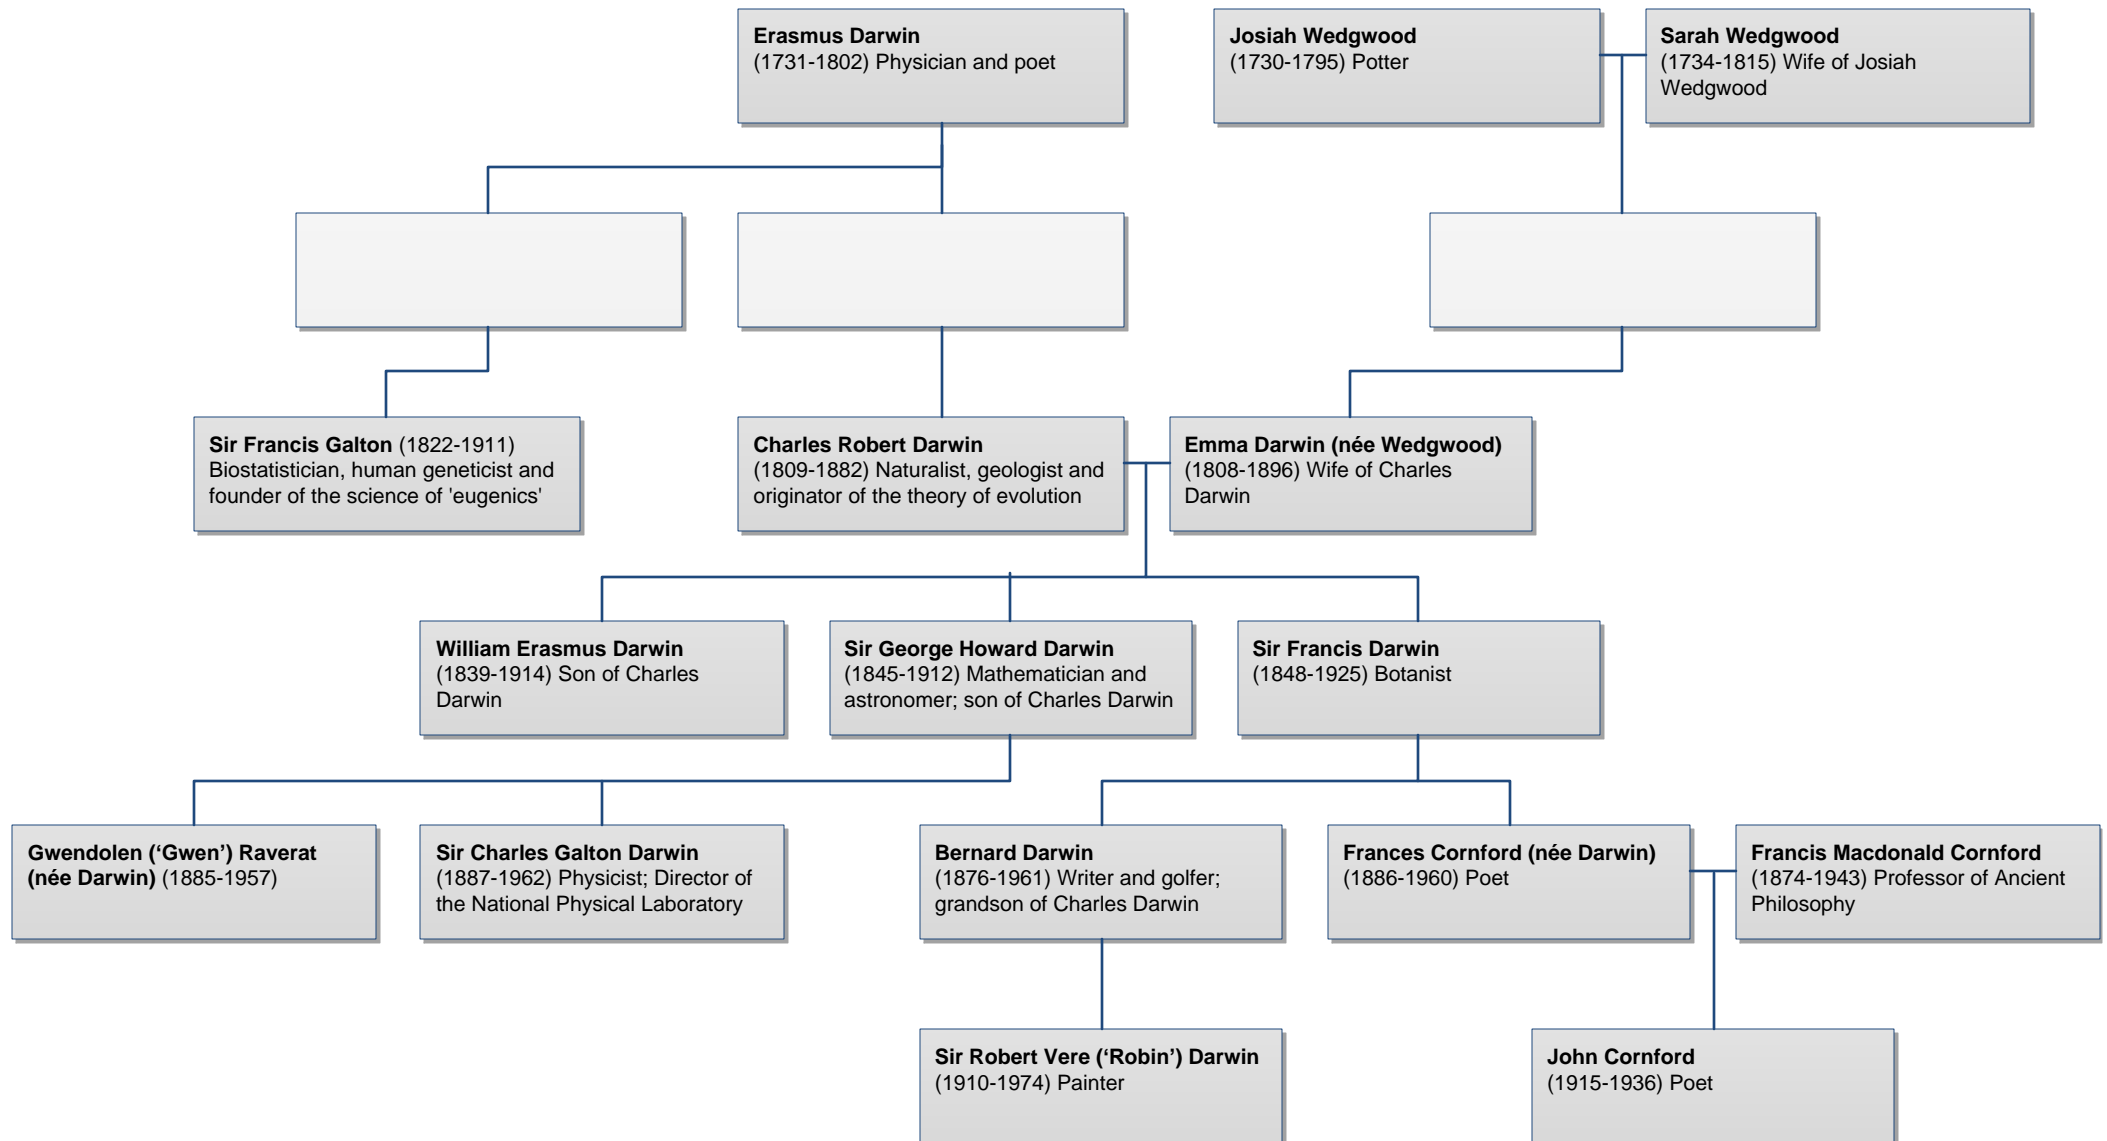 Erasmus Darwin
(1731-1802) Physician and poet
Josiah Wedgwood
(1730-1795) Potter
Sarah Wedgwood
(1734-1815) Wife of Josiah
Wedgwood
Sir Francis Galton (1822-1911)
Biostatistician, human geneticist and
founder of the science of 'eugenics'
Charles Robert Darwin
(1809-1882) Naturalist, geologist and
originator of the theory of evolution
Emma Darwin (née Wedgwood)
(1808-1896) Wife of Charles
Darwin
William Erasmus Darwin
(1839-1914) Son of Charles
Darwin
Sir George Howard Darwin
(1845-1912) Mathematician and
astronomer; son of Charles Darwin
Sir Francis Darwin
(1848-1925) Botanist
Gwendolen (‘Gwen’) Raverat
(née Darwin) (1885-1957)
Sir Charles Galton Darwin
(1887-1962) Physicist; Director of
the National Physical Laboratory
Bernard Darwin
(1876-1961) Writer and golfer;
grandson of Charles Darwin
Frances Cornford (née Darwin)
(1886-1960) Poet
Francis Macdonald Cornford
(1874-1943) Professor of Ancient
Philosophy
Sir Robert Vere (‘Robin’) Darwin
(1910-1974) Painter
John Cornford
(1915-1936) Poet